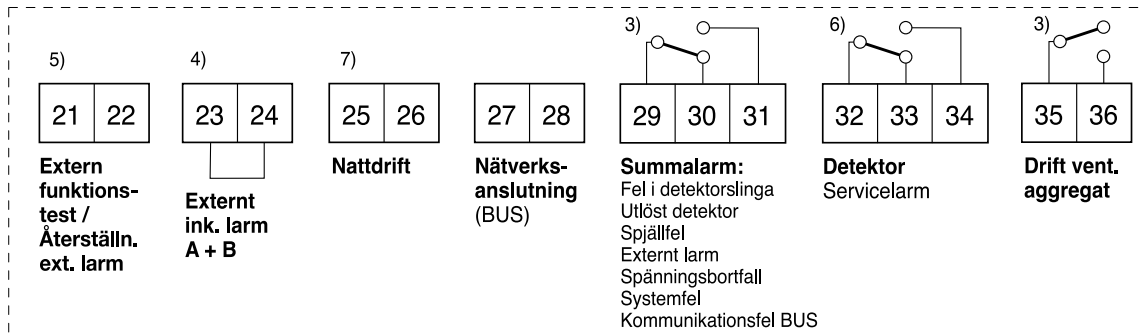 5)
21 22
Extern
funktions-
test /
Återställn.
ext. larm
4)
23 24
Externt
ink. larm
A + B
7)
25 26
Nattdrift
27 28
Nätverks-
anslutning
(BUS)
3)
29 30 31
Summalarm:
Fel i detektorslinga
Utlöst detektor
Spjällfel
Externt larm
Spänningsbortfall
Systemfel
Kommunikationsfel BUS
6)
32 33 34
Detektor
Servicelarm
3)
35 36
Drift vent.
aggregat